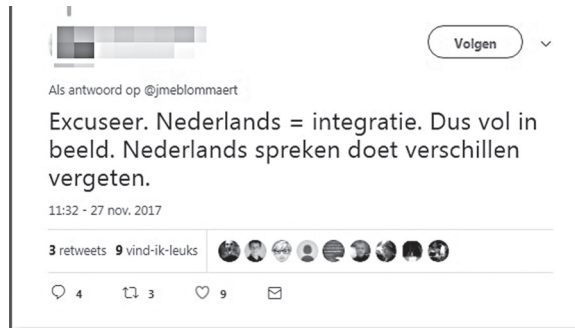 Volgen
Als antwoord op @jmeblommaert
Excuseer. Nederlands = integratie. Dus vol in
beeld. Nederlands spreken doet verschillen
vergeten.
11:32 - 27 nov. 2017
3 retweets 9 vind-ik-leuks
4 3 9